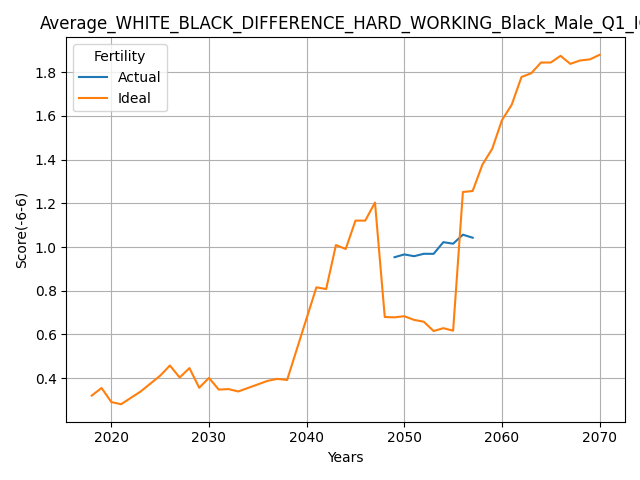 Average_WHITE_BLACK_DIFFERENCE_HARD_WORKING_Black_Male_Q1_I
Fertility
Actual
Ideal
Score(-6-6)
1.8
1.6
1.4
1.2
1.0
0.8
0.6
0.4
2020 2030 2040 2050 2060 2070
Years